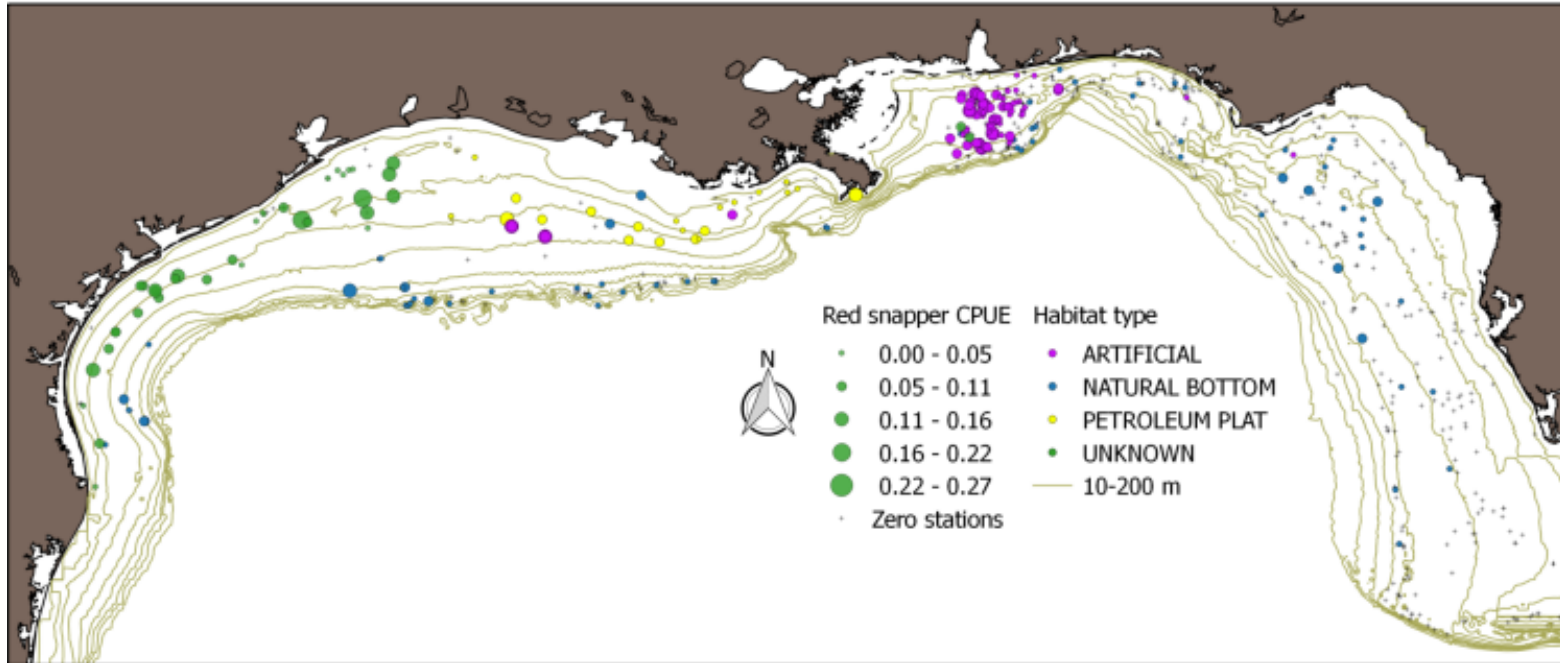 Red snapper CPUE Habitat type
0.00 - 0.05 ARTIFICIAL
0.05 - 0.11 NATURAL BOTTOM
0.11 - 0.16 PETROLEUM PLAT
0.16 - 0.22 UNKNOWN
0.22 - 0.27 10-200 m
Zero stations
N